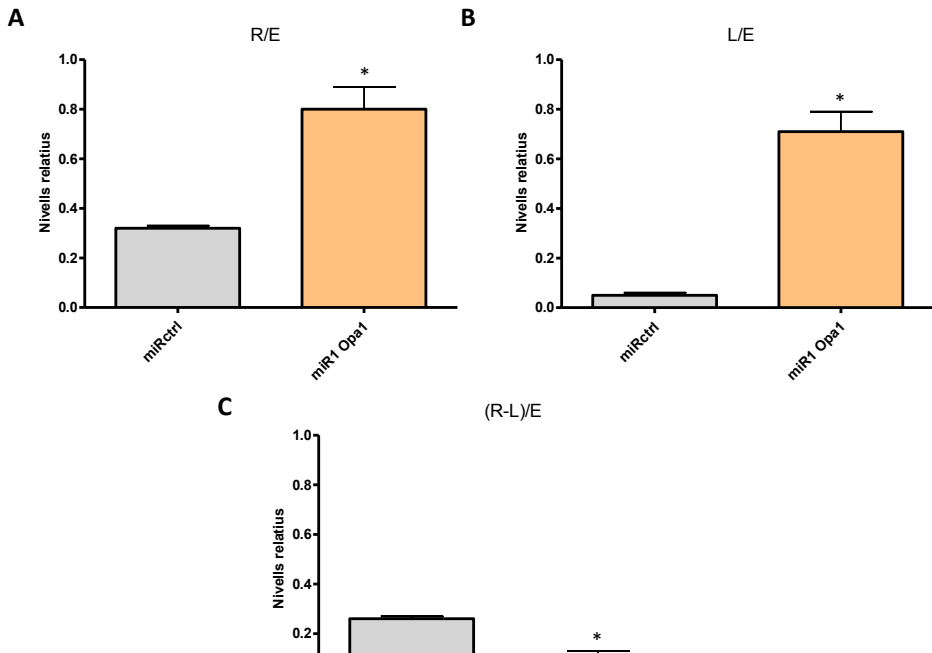 A
R/E
Nivells relatius
1.0
0.8
0.6
0.4
0.2
0.0
*
miRctrl
miR1 Opa1
B
L/E
Nivells relatius
1.0
0.8
0.6
0.4
0.2
0.0
*
miRctrl
miR1 Opa1
C
(R-L)/E
Nivells relatius
1.0
0.8
0.6
0.4
0.2
*